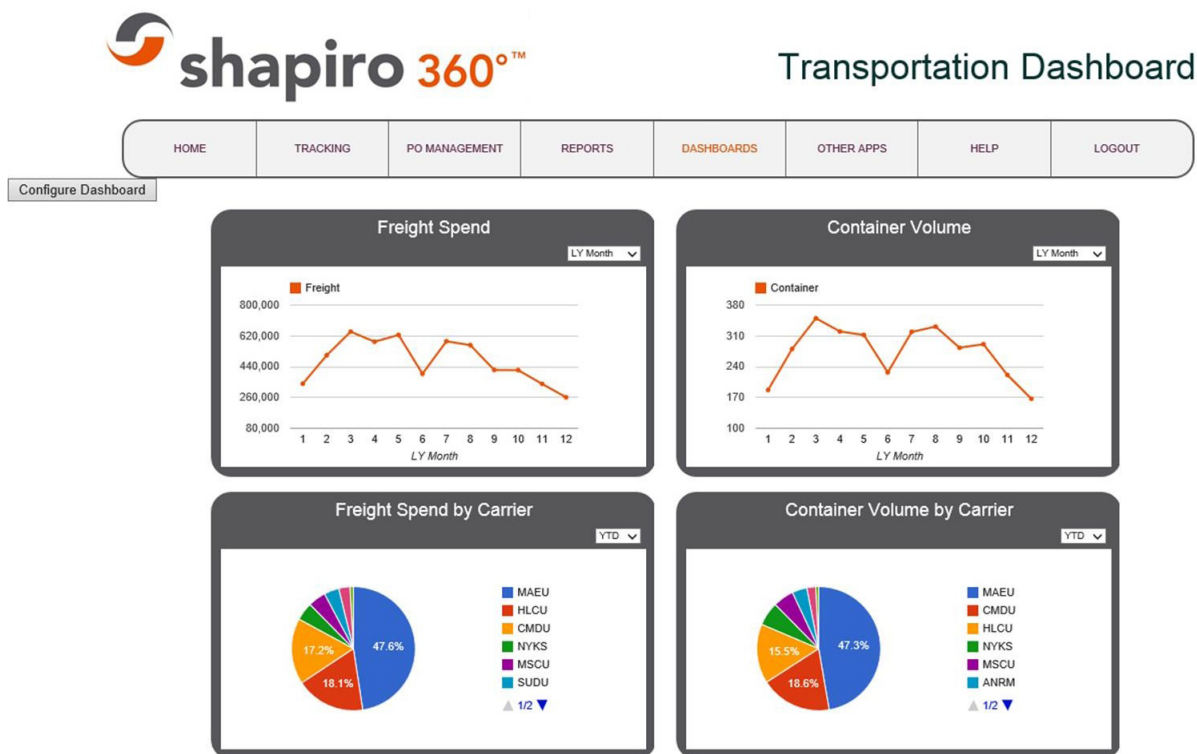 shapiro 360°™
Transportation Dashboard
HOME TRACKING PO MANAGEMENT REPORTS DASHBOARDS OTHER APPS HELP LOGOUT
Configure Dashboard
Freight Spend
LY Month
Freight
800,000
620,000
440,000
260,000
80,000
1 2 3 4 5 6 7 8 9 10 11 12
LY Month
Container Volume
LY Month
Container
380
310
240
170
100
1 2 3 4 5 6 7 8 9 10 11 12
LY Month
Freight Spend by Carrier
YTD
47.6%
18.1%
17.2%
MAEU
HLCU
CMDU
NYKS
MSCU
SUDU
1/2
Container Volume by Carrier
YTD
47.3%
18.6%
15.5%
MAEU
CMDU
HLCU
NYKS
MSCU
ANRM
1/2